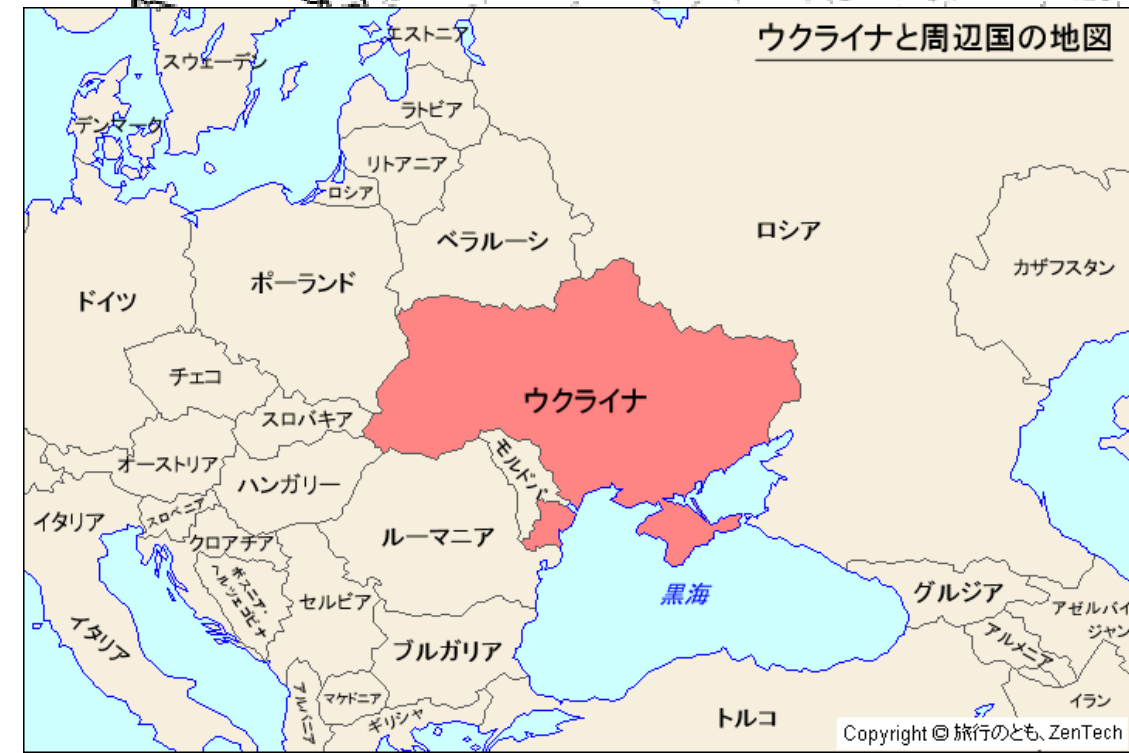 ウクライナと周辺国の地図
エストニア
スウェーデン
ラトビア
デンマーク
リトアニア
ロシア
ベラルーシ
ロシア
カザフスタン
ポーランド
ドイツ
チェコ
ウクライナ
スロバキア
モルドバ
オーストリア
ハンガリー
スロベニア
イタリア
クロアチア
ルーマニア
ボスニア・
ヘルツェゴビナ
セルビア
黒海
グルジア
アゼルバイ
ジャン
アルメニア
イタリア
ブルガリア
アルバニア
マケドニア
ギリシャ
トルコ
イラン
Copyright © 旅行のとも、ZenTech